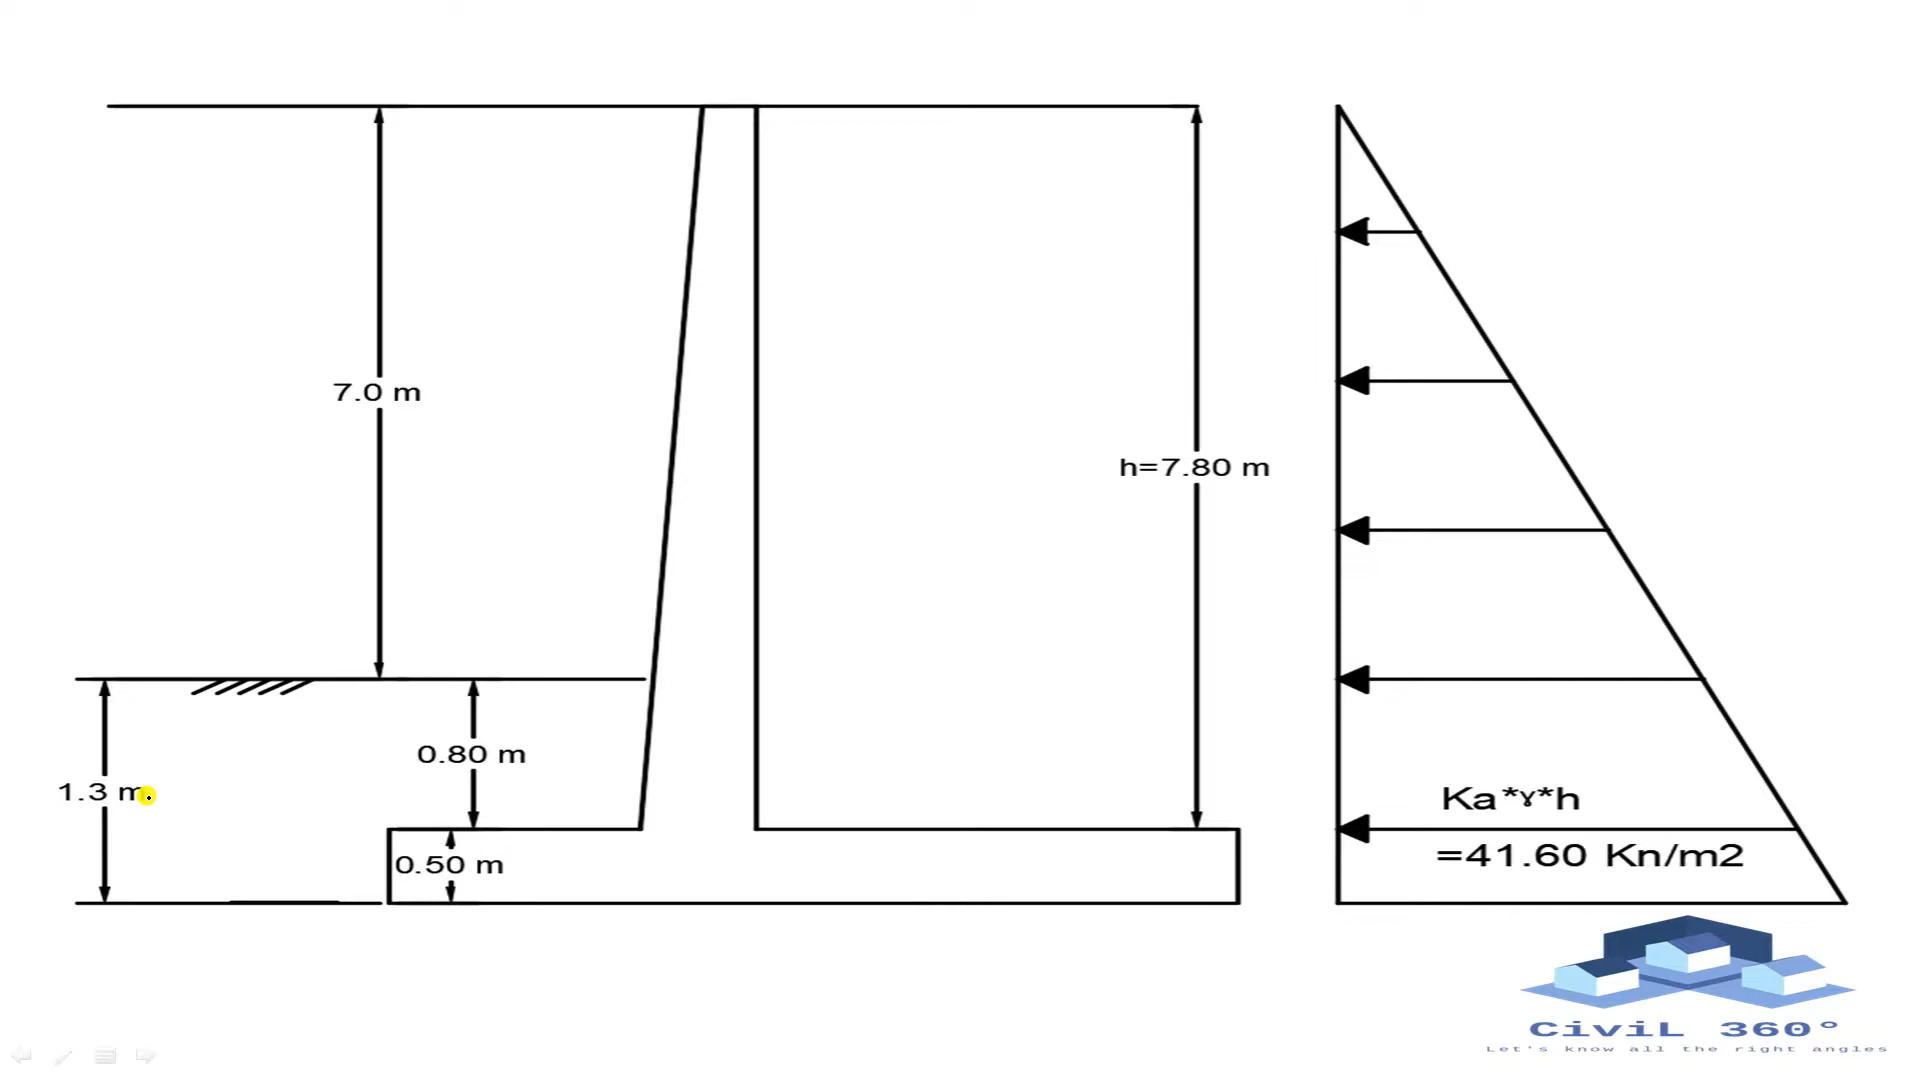 7.0 m
h=7.80 m
0.80 m
1.3 m
0.50 m
Ka*ɤ*h
=41.60 Kn/m2
CiviL 360°
Let's know all the right angles